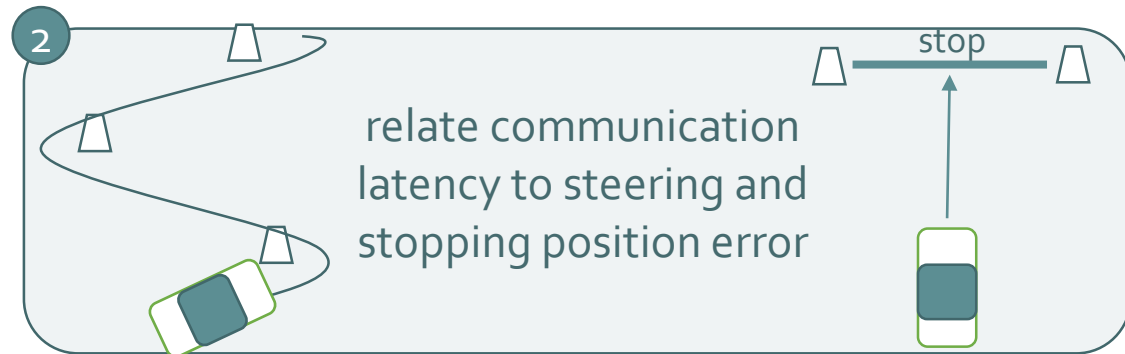 2
stop
relate communication
latency to steering and
stopping position error